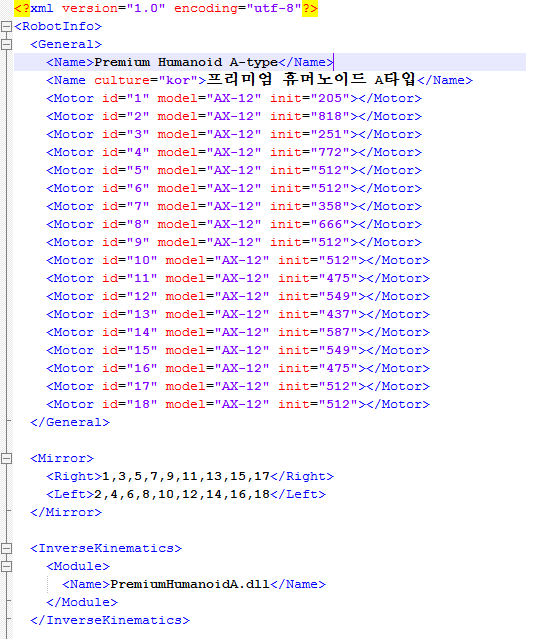 <?xml version="1.0" encoding="utf-8"?>
<RobotInfo>
<General>
<Name>Premium Humanoid A-type</Name>
<Name culture="kor">프리미엄 휴머노이드 A타입</Name>
<Motor id="1" model="AX-12" init="205"></Motor>
<Motor id="2" model="AX-12" init="818"></Motor>
<Motor id="3" model="AX-12" init="251"></Motor>
<Motor id="4" model="AX-12" init="772"></Motor>
<Motor id="5" model="AX-12" init="512"></Motor>
<Motor id="6" model="AX-12" init="512"></Motor>
<Motor id="7" model="AX-12" init="358"></Motor>
<Motor id="8" model="AX-12" init="666"></Motor>
<Motor id="9" model="AX-12" init="512"></Motor>
<Motor id="10" model="AX-12" init="512"></Motor>
<Motor id="11" model="AX-12" init="475"></Motor>
<Motor id="12" model="AX-12" init="549"></Motor>
<Motor id="13" model="AX-12" init="437"></Motor>
<Motor id="14" model="AX-12" init="587"></Motor>
<Motor id="15" model="AX-12" init="549"></Motor>
<Motor id="16" model="AX-12" init="475"></Motor>
<Motor id="17" model="AX-12" init="512"></Motor>
<Motor id="18" model="AX-12" init="512"></Motor>
</General>
<Mirror>
<Right>1,3,5,7,9,11,13,15,17</Right>
<Left>2,4,6,8,10,12,14,16,18</Left>
</Mirror>
<InverseKinematics>
<Module>
<Name>PremiumHumanoidA.dll</Name>
</Module>
</InverseKinematics>